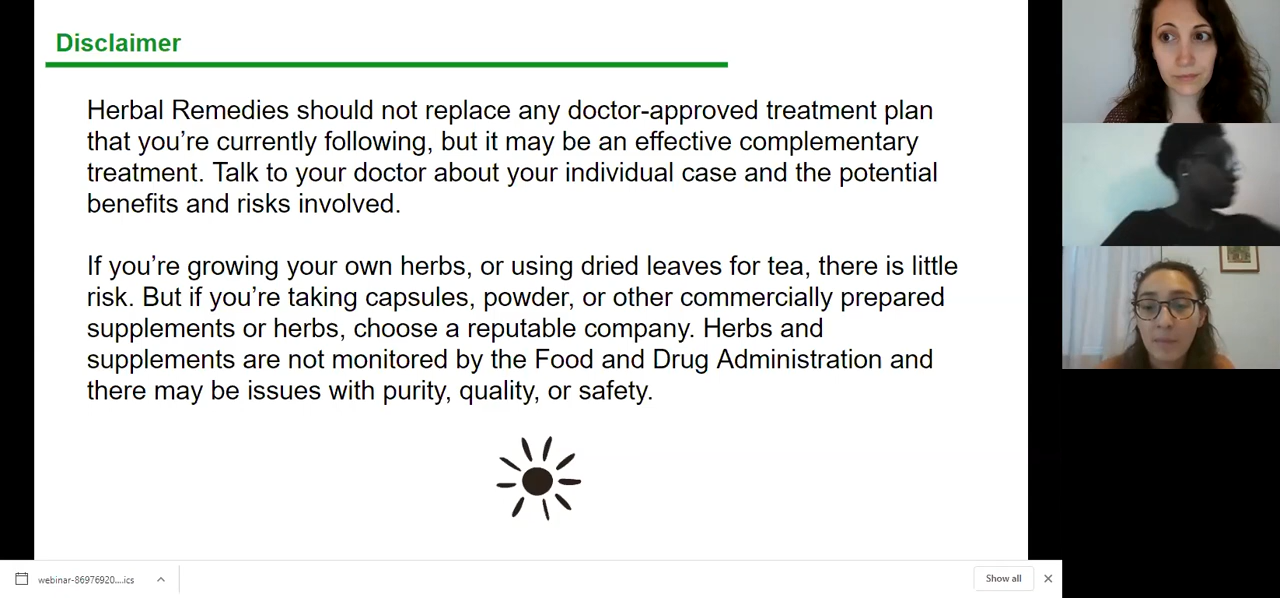 Disclaimer
Herbal Remedies should not replace any doctor-approved treatment plan
that you’re currently following, but it may be an effective complementary
treatment. Talk to your doctor about your individual case and the potential
benefits and risks involved.
If you’re growing your own herbs, or using dried leaves for tea, there is little
risk. But if you’re taking capsules, powder, or other commercially prepared
supplements or herbs, choose a reputable company. Herbs and
supplements are not monitored by the Food and Drug Administration and
there may be issues with purity, quality, or safety.
webinar-86976920....ics
Show all